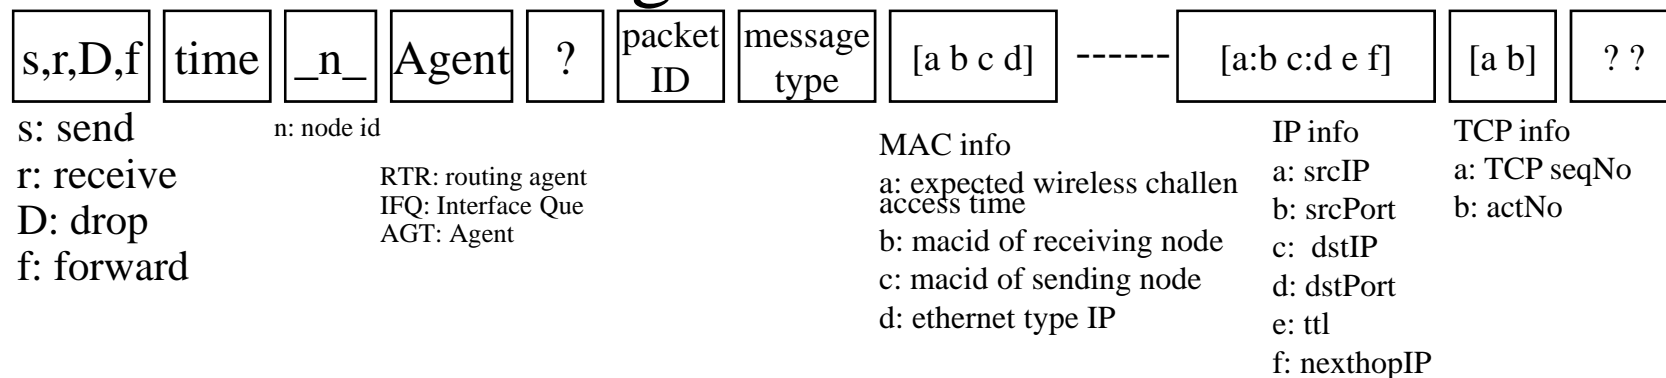 s,r,D,f time _n_ Agent ? packet ID message type [a b c d] ------ [a:b c:d e f] [a b] ? ?
s: send
r: receive
D: drop
f: forward
n: node id
RTR: routing agent
IFQ: Interface Que
AGT: Agent
MAC info
a: expected wireless challen
access time
b: macid of receiving node
c: macid of sending node
d: ethernet type IP
IP info
a: srcIP
b: srcPort
c: dstIP
d: dstPort
e: ttl
f: nexthopIP
TCP info
a: TCP seqNo
b: actNo